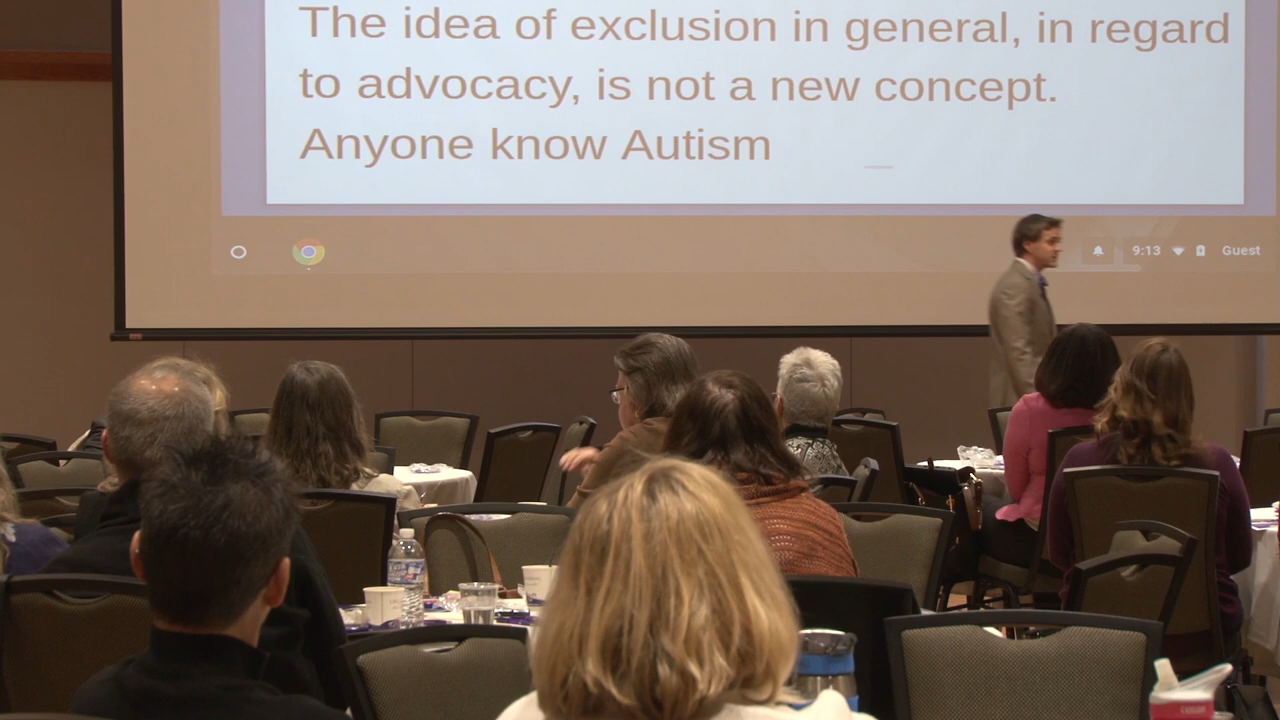 The idea of exclusion in general, in regard
to advocacy, is not a new concept.
Anyone know Autism
9:13 Guest